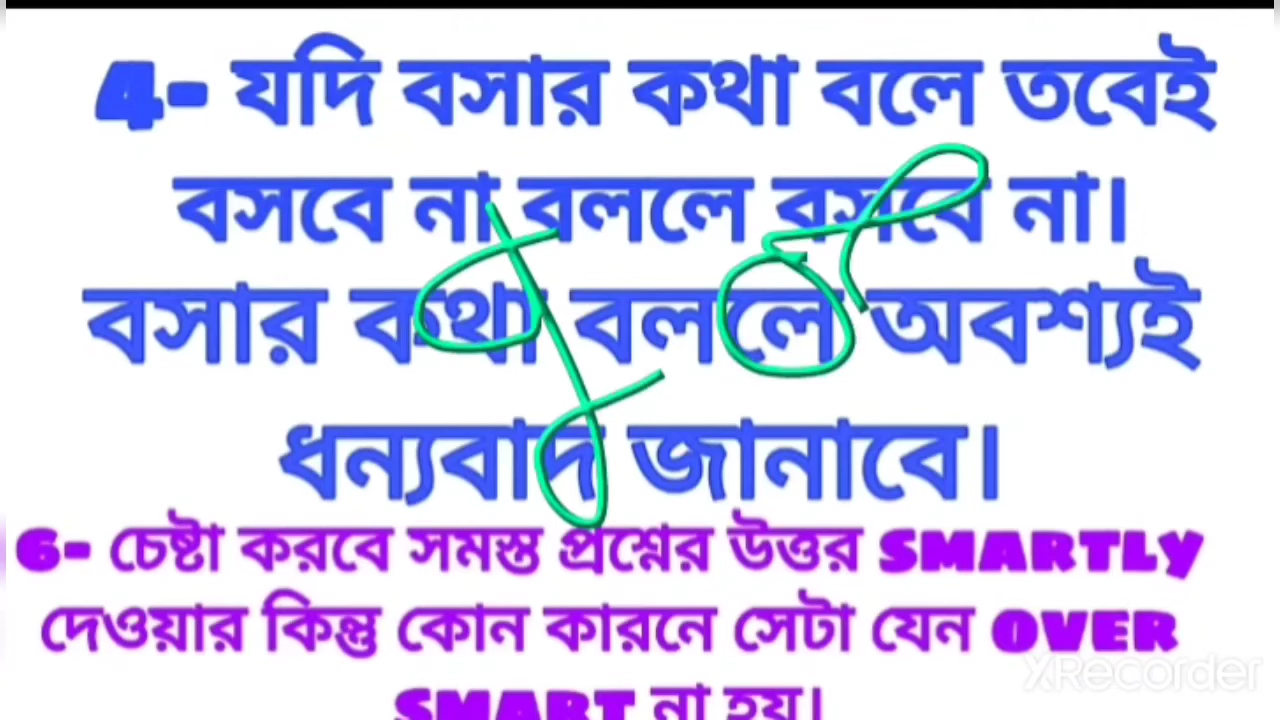 4- যদি বসার কথা বলে তবেই
বসবে না বললে বসবে না।
বসার কথা বললে অবশ্যই
ধন্যবাদ জানাবে।
6- চেষ্টা করবে সমস্ত প্রশ্নের উত্তর SMARTLY
দেওয়ার কিন্তু কোন কারনে সেটা যেন OVER
SMART না হয়।
XRecorder